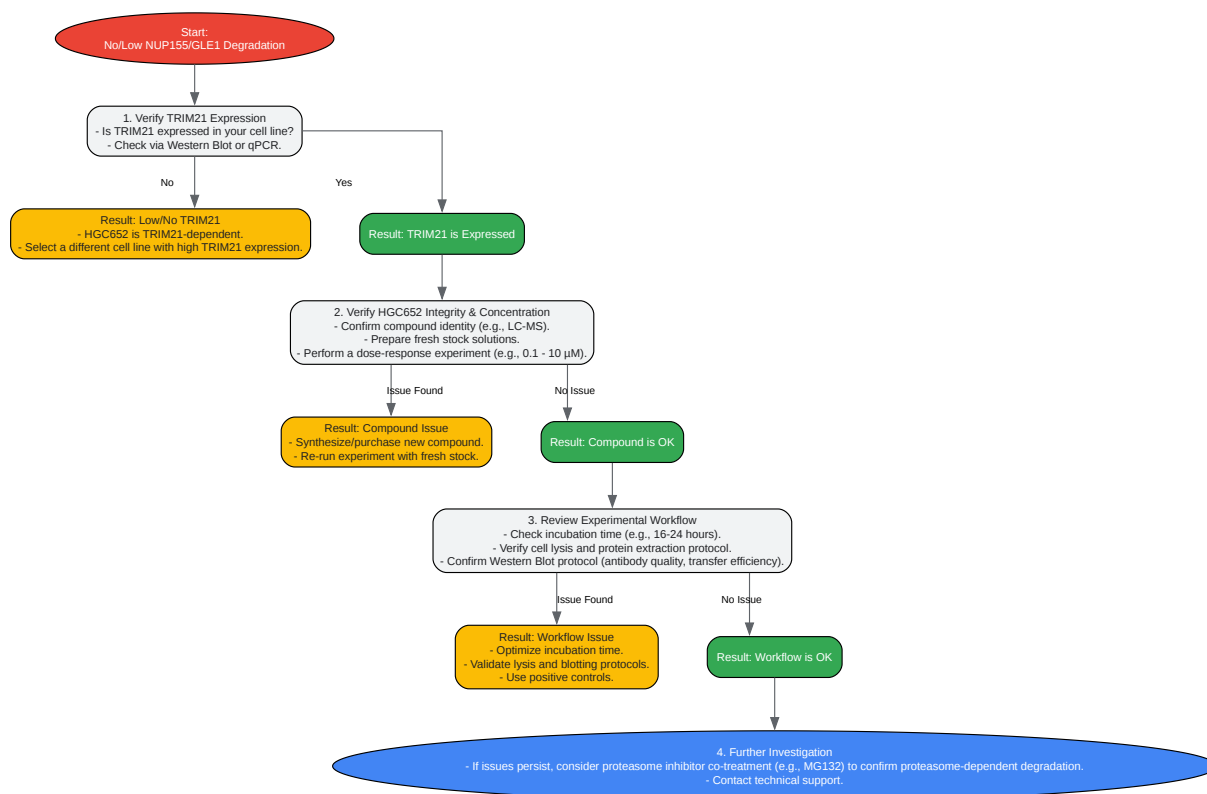 Start:
No/Low NUP155/GLE1 Degradation
1. Verify TRIM21 Expression
- Is TRIM21 expressed in your cell line?
- Check via Western Blot or qPCR.
No
Yes
Result: Low/No TRIM21
- HGC652 is TRIM21-dependent.
- Select a different cell line with high TRIM21 expression.
Result: TRIM21 is Expressed
2. Verify HGC652 Integrity & Concentration
- Confirm compound identity (e.g., LC-MS).
- Prepare fresh stock solutions.
- Perform a dose-response experiment (e.g., 0.1 - 10 µM).
Issue Found
No Issue
Result: Compound Issue
- Synthesize/purchase new compound.
- Re-run experiment with fresh stock.
Result: Compound is OK
3. Review Experimental Workflow
- Check incubation time (e.g., 16-24 hours).
- Verify cell lysis and protein extraction protocol.
- Confirm Western Blot protocol (antibody quality, transfer efficiency).
Issue Found
No Issue
Result: Workflow Issue
- Optimize incubation time.
- Validate lysis and blotting protocols.
- Use positive controls.
Result: Workflow is OK
4. Further Investigation
- If issues persist, consider proteasome inhibitor co-treatment (e.g., MG132) to confirm proteasome-dependent degradation.
- Contact technical support.